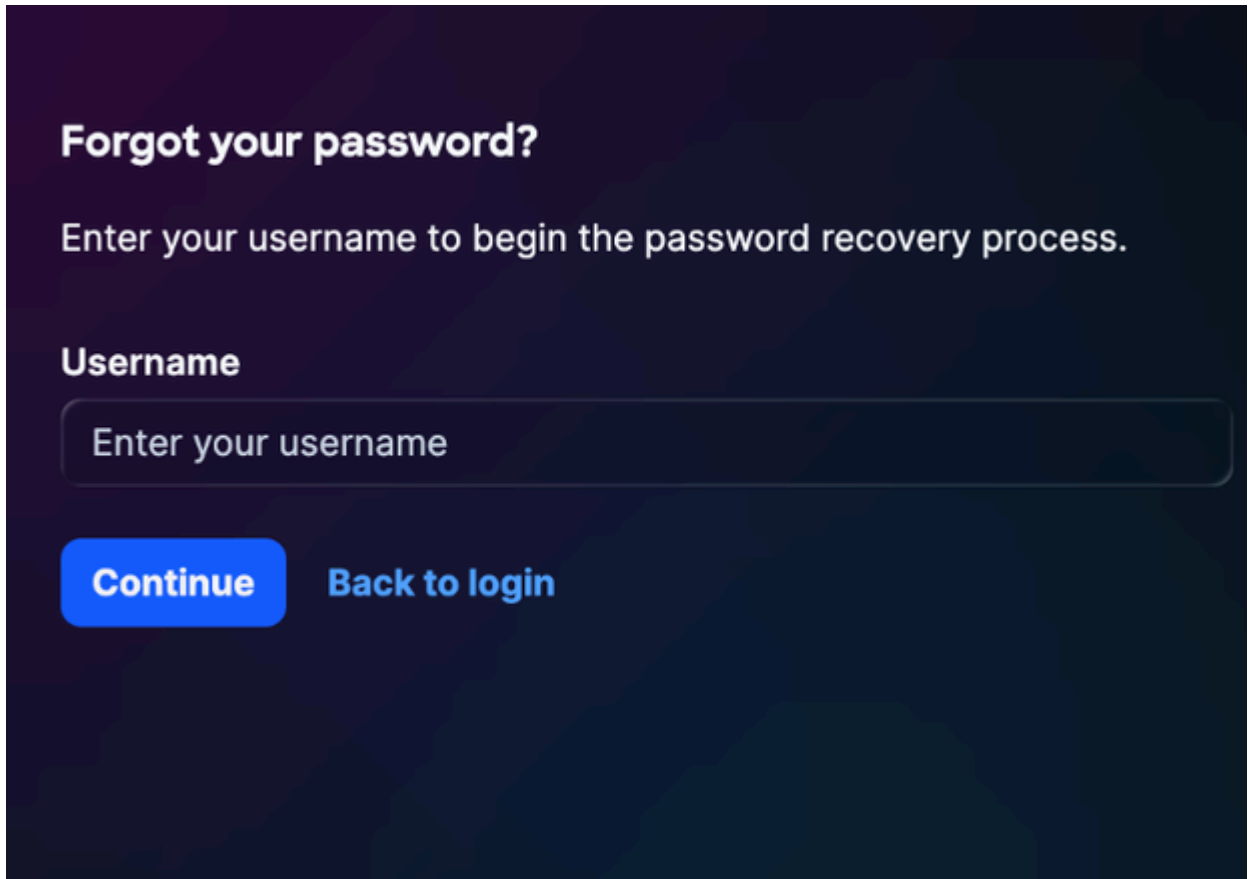 Forgot your password?
Enter your username to begin the password recovery process.
Username
Enter your username
Continue
Back to login